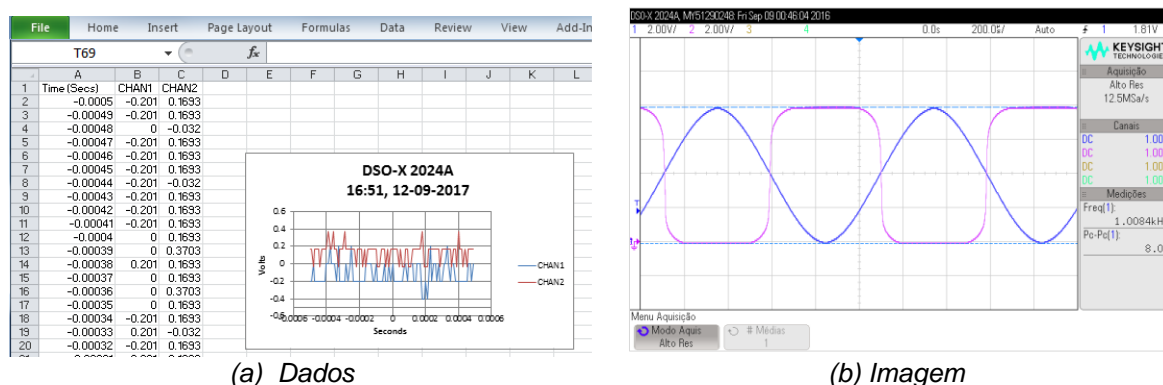 File Home Insert Page Layout Formulas Data Review View Add-In
T69 fx
A B C D E F G H I J K L
1 Time (Secs) CHAN1 CHAN2
2 -0.0005 -0.201 0.1693
3 -0.00049 -0.201 0.1693
4 -0.00048 0 -0.032
5 -0.00047 -0.201 0.1693
6 -0.00046 -0.201 0.1693
7 -0.00045 -0.201 0.1693
8 -0.00044 -0.201 -0.032
9 -0.00043 -0.201 0.1693
10 -0.00042 -0.201 0.1693
11 -0.00041 -0.201 0.1693
12 -0.0004 0 0.1693
13 -0.00039 0 0.3703
14 -0.00038 0.201 0.1693
15 -0.00037 0 0.1693
16 -0.00036 0 0.3703
17 -0.00035 0 0.1693
18 -0.00034 -0.201 0.1693
19 -0.00033 0.201 -0.032
20 -0.00032 -0.201 0.1693
DSO-X 2024A
16:51, 12-09-2017
0.6
0.4
0.2
0
-0.2
-0.4
-0.0006 -0.0004 -0.0002 0 0.0002 0.0004 0.0006
Volts
Seconds
CHAN1
CHAN2
(a) Dados
DSO-X 2024A, MY51290248: Fri Sep 09 00:46:04 2016
1 2.00V/ 2 2.00V/ 3 4 0.0s 200.0 Auto 1 1.81V
KEYSIGHT
TECHNOLOGIE
Aquisição
Alto Res
12.5MSa/s
Canais
DC 1.00
DC 1.00
DC 1.00
DC 1.00
Medições
Freq(1):
1.0084kH
Pc-Pc(1):
8.0
Menu Aquisição
Modo Aquis
Alto Res
# Médias
1
(b) Imagem